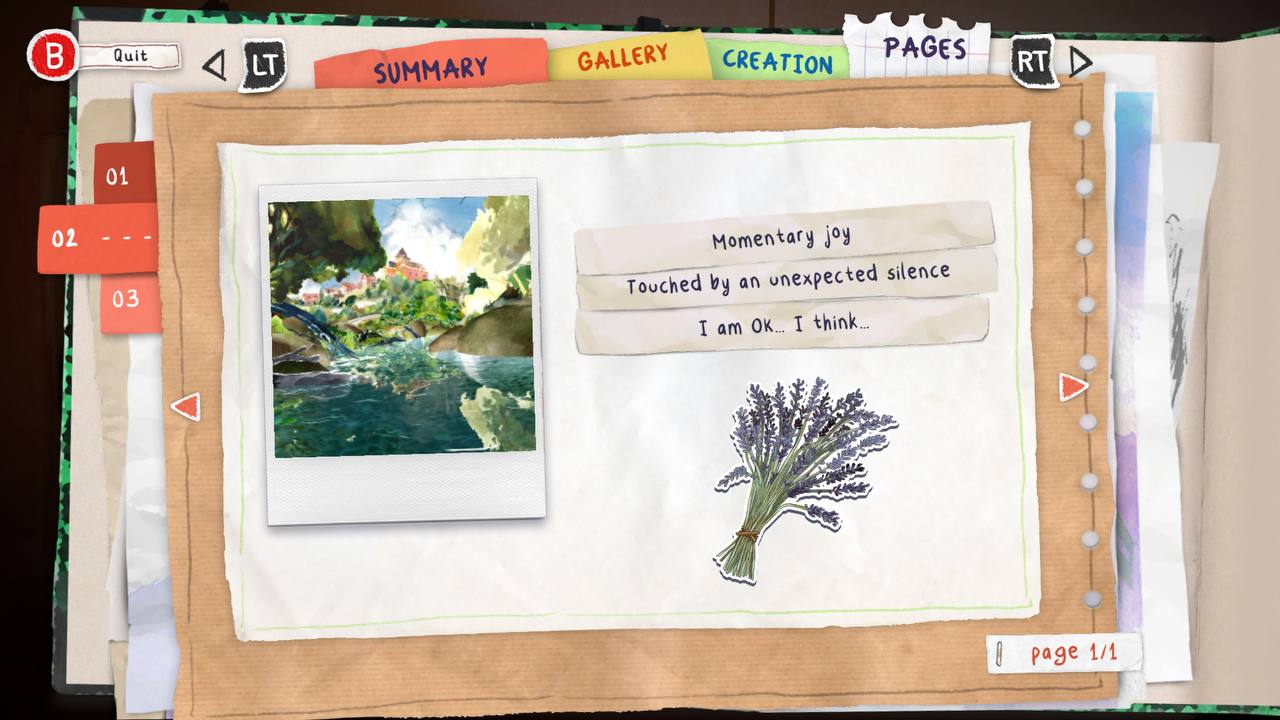 B Quit
LT
SUMMARY
GALLERY
CREATION
PAGES
RT
01
02 - - -
03
Momentary joy
Touched by an unexpected silence
I am OK... I think...
page 1/1